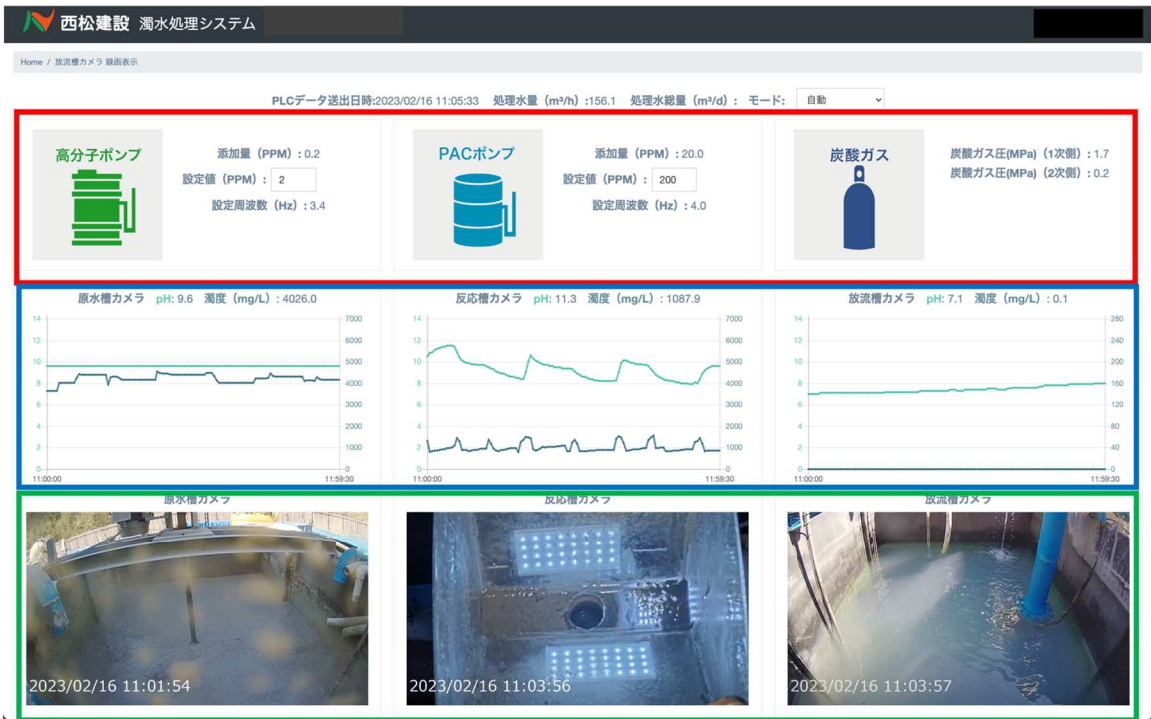 西松建設 濁水処理システム
Home / 放流槽カメラ 録画表示
PLCデータ送出日時:2023/02/16 11:05:33 処理水量（m³/h）:156.1 処理水総量（m³/d）: モード: 自動
高分子ポンプ
添加量（PPM）: 0.2
設定値（PPM）: 2
設定周波数（Hz）: 3.4
PACポンプ
添加量（PPM）: 20.0
設定値（PPM）: 200
設定周波数（Hz）: 4.0
炭酸ガス
炭酸ガス圧(MPa)（1次側）: 1.7
炭酸ガス圧(MPa)（2次側）: 0.2
原水槽カメラ pH: 9.6 濁度（mg/L）: 4026.0
14 7000
12 6000
10 5000
8 4000
6 3000
4 2000
2 1000
0 0
11:00:00 11:59:30
反応槽カメラ pH: 11.3 濁度（mg/L）: 1087.9
14 7000
12 6000
10 5000
8 4000
6 3000
4 2000
2 1000
0 0
11:00:00 11:59:30
放流槽カメラ pH: 7.1 濁度（mg/L）: 0.1
14 280
12 240
10 200
8 160
6 120
4 80
2 40
0 0
11:00:00 11:59:30
原水槽カメラ
2023/02/16 11:01:54
反応槽カメラ
2023/02/16 11:03:56
放流槽カメラ
2023/02/16 11:03:57